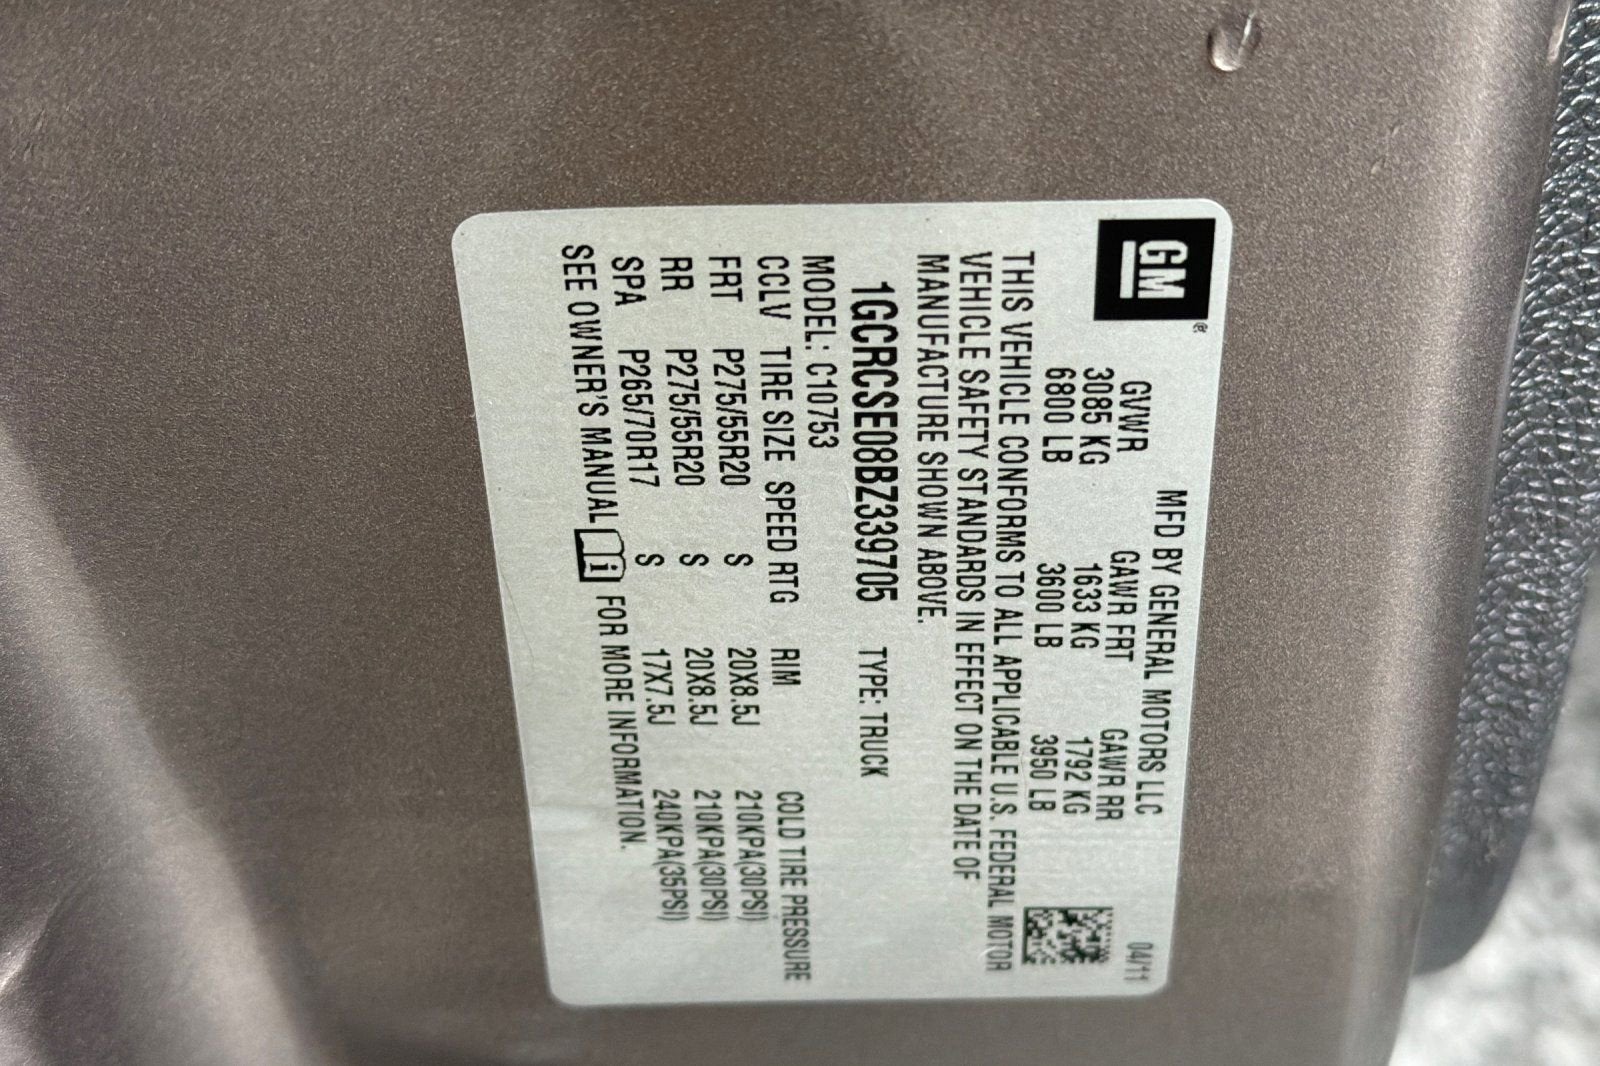 GM®
MFD BY GENERAL MOTORS LLC 04/11
GVWR GAWR FRT GAWR RR
3085 KG 1633 KG 1792 KG
6800 LB 3600 LB 3950 LB
THIS VEHICLE CONFORMS TO ALL APPLICABLE U.S. FEDERAL MOTOR
VEHICLE SAFETY STANDARDS IN EFFECT ON THE DATE OF
MANUFACTURE SHOWN ABOVE.
1GCRCSE08BZ339705 TYPE: TRUCK
MODEL: C10753
CCLV TIRE SIZE SPEED RTG RIM COLD TIRE PRESSURE
FRT P275/55R20 S 20X8.5J 210KPA(30PSI)
RR P275/55R20 S 20X8.5J 210KPA(30PSI)
SPA P265/70R17 S 17X7.5J 240KPA(35PSI)
SEE OWNER'S MANUAL i FOR MORE INFORMATION.